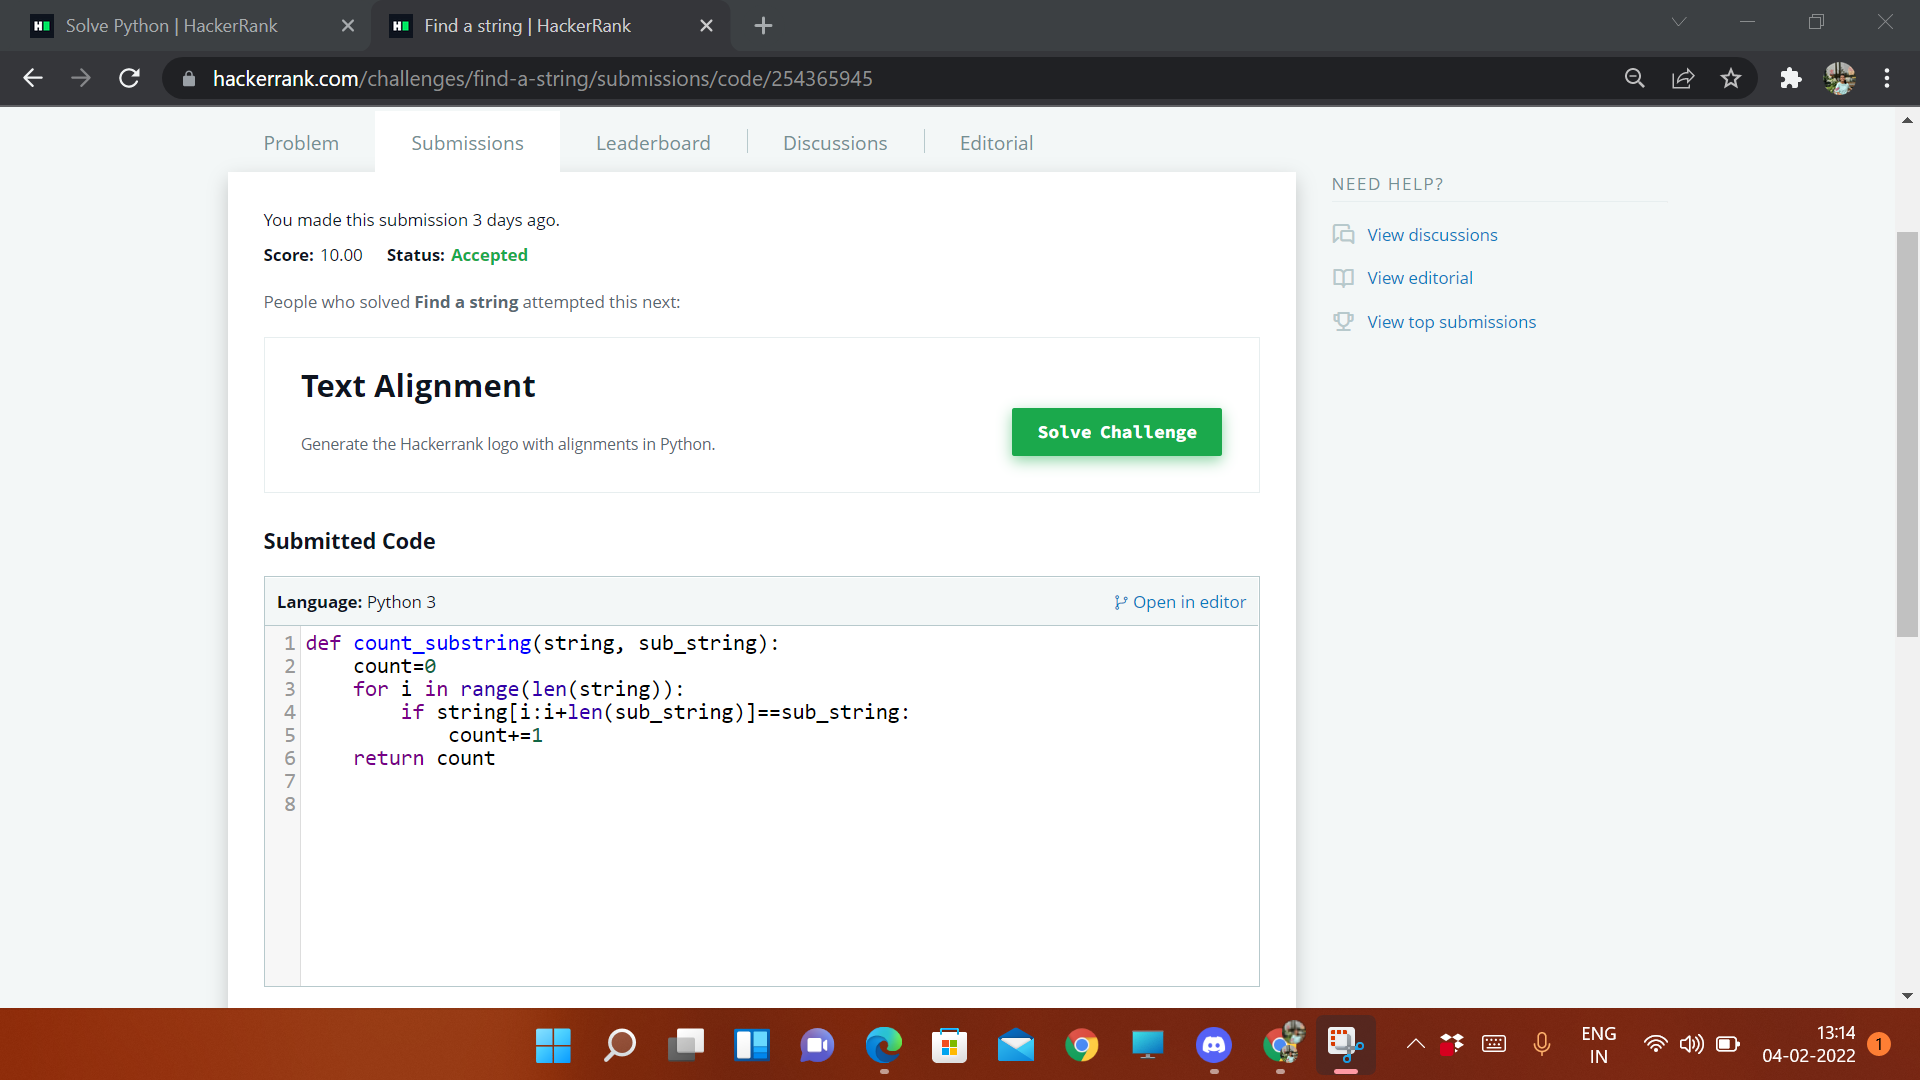 Solve Python | HackerRank
Find a string | HackerRank
hackerrank.com/challenges/find-a-string/submissions/code/254365945
Problem
Submissions
Leaderboard
Discussions
Editorial
You made this submission 3 days ago.
Score: 10.00 Status: Accepted
People who solved Find a string attempted this next:
Text Alignment
Generate the Hackerrank logo with alignments in Python.
Solve Challenge
NEED HELP?
View discussions
View editorial
View top submissions
Submitted Code
Language: Python 3
Open in editor
1 def count_substring(string, sub_string):
2     count=0
3     for i in range(len(string)):
4         if string[i:i+len(sub_string)]==sub_string:
5             count+=1
6     return count
7
8
ENG
IN
13:14
04-02-2022
1